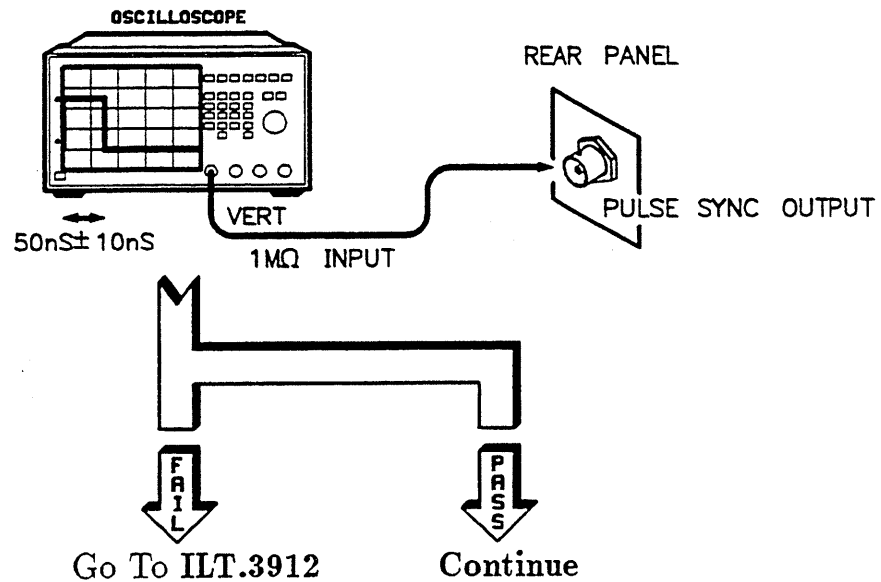 OSCILLOSCOPE
REAR PANEL
VERT
PULSE SYNC OUTPUT
50nS± 10nS
1MΩ INPUT
FAIL
PASS
Go To ILT.3912
Continue